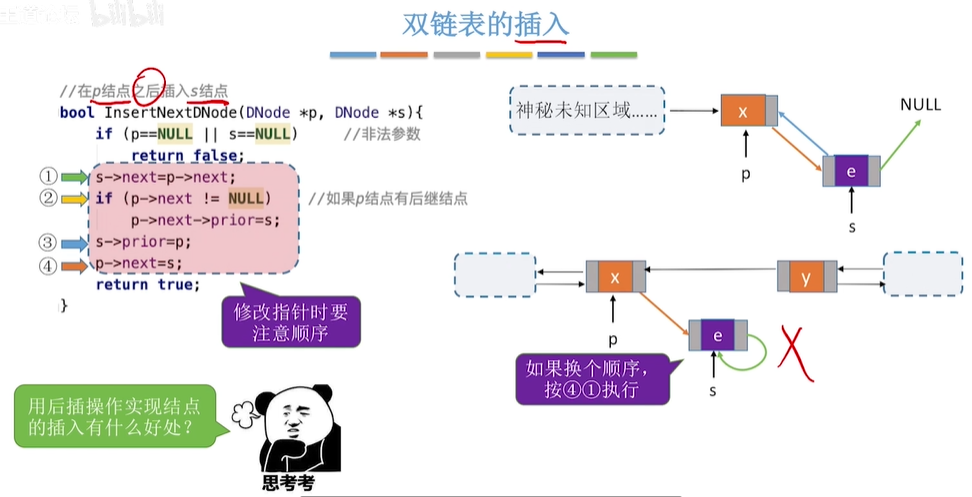 bilibili
双链表的插入
//在p结点之后插入s结点
bool InsertNextDNode(DNode *p, DNode *s){
if (p==NULL || s==NULL) //非法参数
return false;
① s->next=p->next;
② if (p->next != NULL) //如果p结点有后继结点
p->next->prior=s;
③ s->prior=p;
④ p->next=s;
return true;
}
修改指针时要
注意顺序
用后插操作实现结点
的插入有什么好处？
思考考
神秘未知区域……
x
p
NULL
e
s
x
y
p
e
s
如果换个顺序，
按④①执行
X